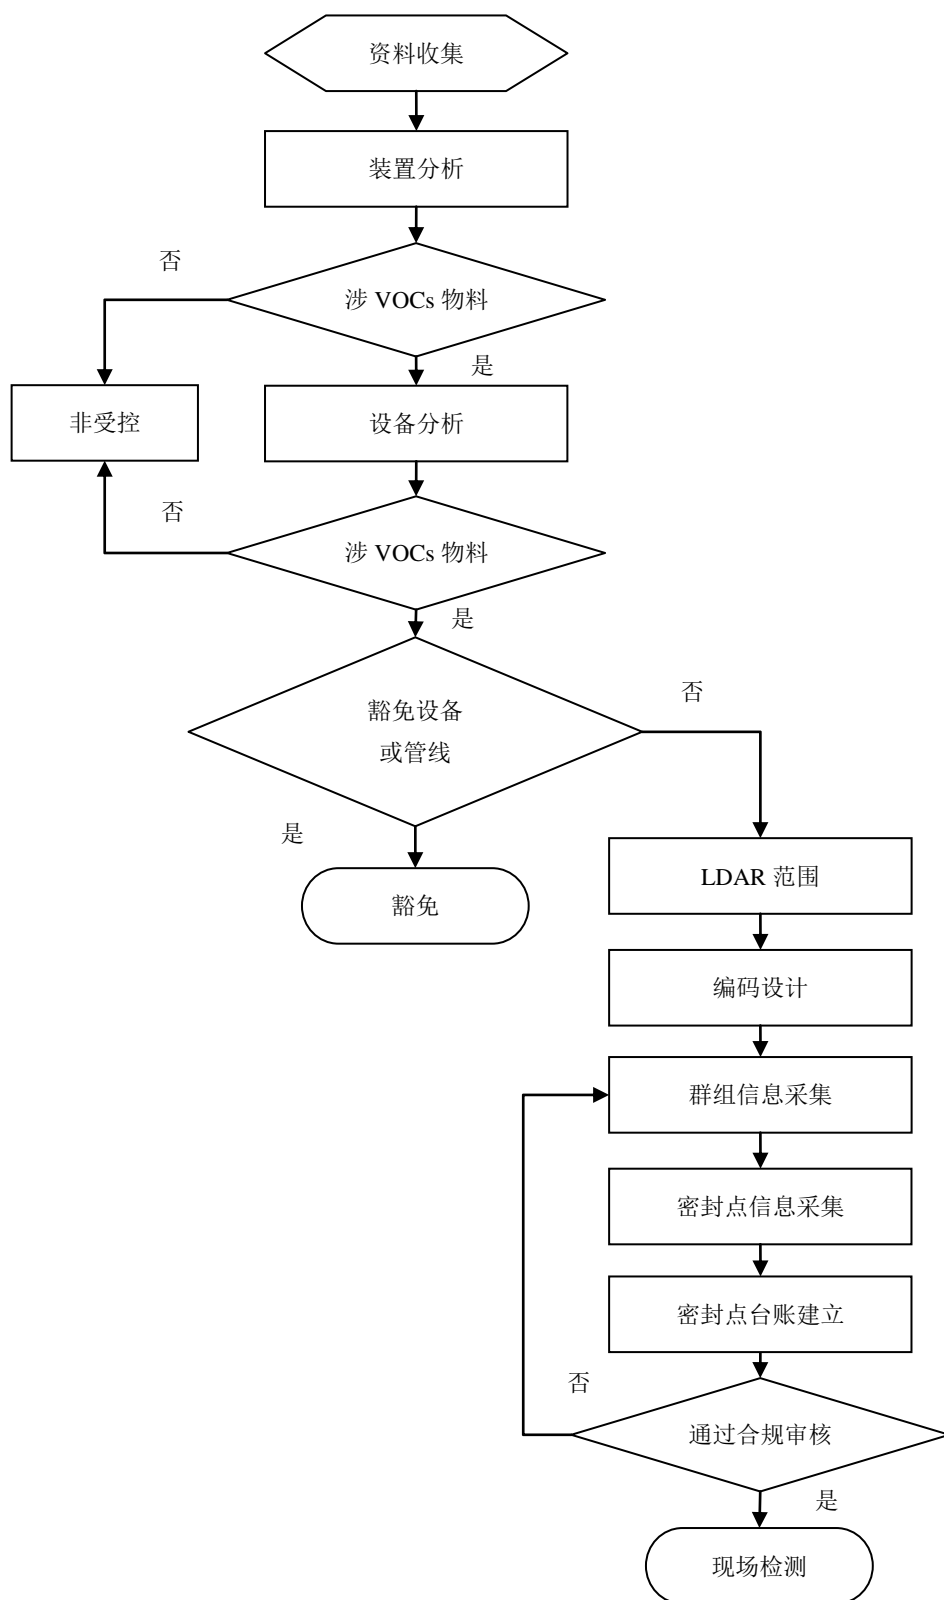 资料收集
装置分析
否
涉 VOCs 物料
是
非受控
设备分析
否
涉 VOCs 物料
是
豁免设备
或管线
否
是
豁免
LDAR 范围
编码设计
群组信息采集
密封点信息采集
密封点台账建立
否
通过合规审核
是
现场检测